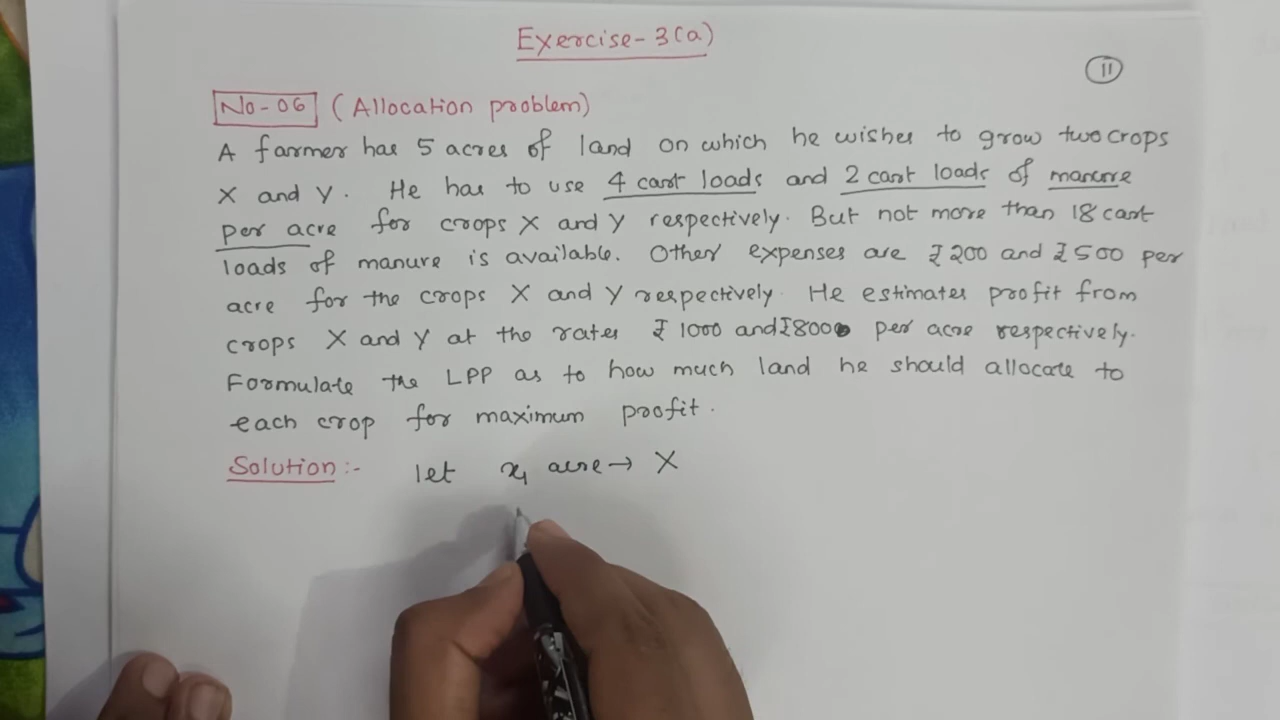 Exercise-3(a)
11
No-06 (Allocation problem)
A farmer has 5 acres of land on which he wishes to grow two crops
X and Y. He has to use 4 cart loads and 2 cart loads of manure
per acre for crops X and Y respectively. But not more than 18 cart
loads of manure is available. Other expenses are ₹200 and ₹500 per
acre for the crops X and Y respectively. He estimates profit from
crops X and Y at the rates ₹1000 and ₹800 per acre respectively.
Formulate the LPP as to how much land he should allocate to
each crop for maximum profit.
Solution:- let x₁ acre → X